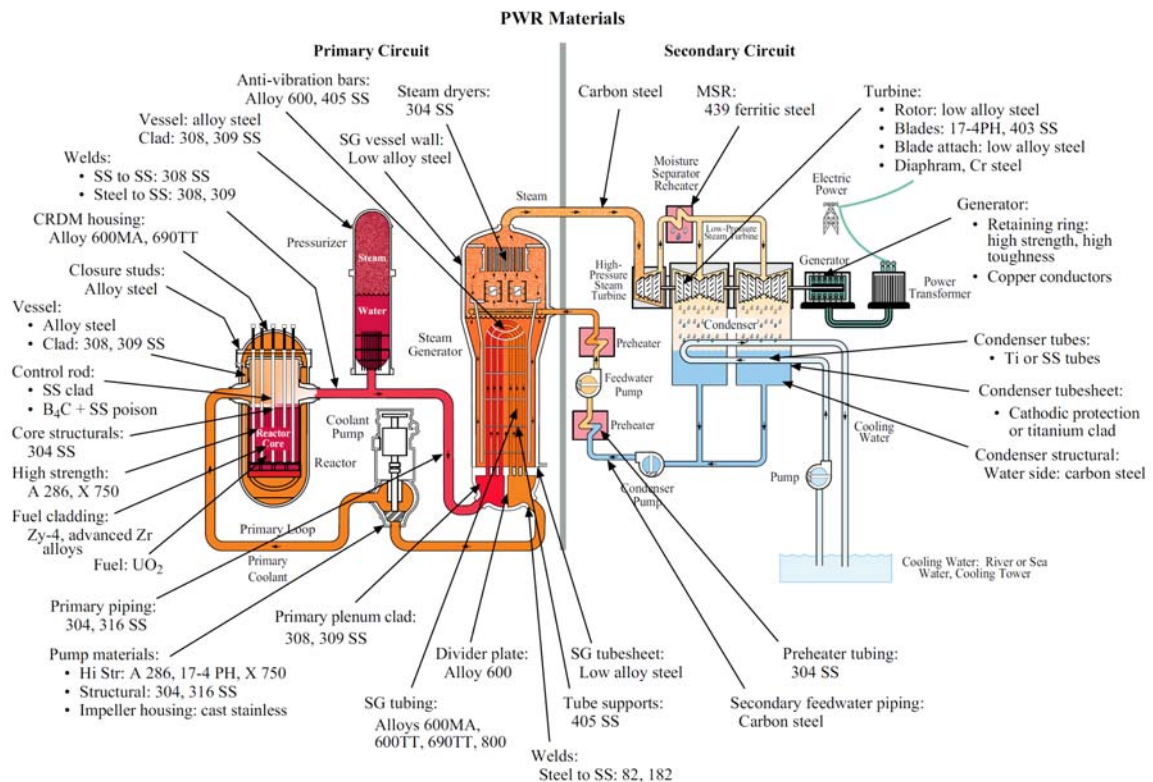 PWR Materials
Primary Circuit
Secondary Circuit
Anti-vibration bars:
Alloy 600, 405 SS
Steam dryers:
304 SS
Vessel: alloy steel
Clad: 308, 309 SS
SG vessel wall:
Low alloy steel
Welds:
• SS to SS: 308 SS
• Steel to SS: 308, 309
CRDM housing:
Alloy 600MA, 690TT
Closure studs:
Alloy steel
Vessel:
• Alloy steel
• Clad: 308, 309 SS
Control rod:
• SS clad
• B4C + SS poison
Core structurals:
304 SS
High strength:
A 286, X 750
Fuel cladding:
Zy-4, advanced Zr
alloys
Fuel: UO2
Primary piping:
304, 316 SS
Pump materials:
• Hi Str: A 286, 17-4 PH, X 750
• Structural: 304, 316 SS
• Impeller housing: cast stainless
Pressurizer
Steam
Water
Steam
Generator
Coolant
Pump
Reactor
Core
Reactor
Primary Loop
Primary
Coolant
Primary plenum clad:
308, 309 SS
Divider plate:
Alloy 600
SG tubing:
Alloys 600MA,
600TT, 690TT, 800
SG tubesheet:
Low alloy steel
Tube supports:
405 SS
Welds:
Steel to SS: 82, 182
Carbon steel
MSR:
439 ferritic steel
Turbine:
• Rotor: low alloy steel
• Blades: 17-4PH, 403 SS
• Blade attach: low alloy steel
• Diaphram, Cr steel
Steam
Moisture
Separator
Reheater
Electric
Power
Low-Pressure
Steam Turbine
High-
Pressure
Steam
Turbine
Generator
Power
Transformer
Generator:
• Retaining ring:
high strength, high
toughness
• Copper conductors
Condenser
Preheater
Feedwater
Pump
Preheater
Condenser
Pump
Cooling
Water
Pump
Condenser tubes:
• Ti or SS tubes
Condenser tubesheet:
• Cathodic protection
or titanium clad
Condenser structural:
Water side: carbon steel
Cooling Water: River or Sea
Water, Cooling Tower
Preheater tubing:
304 SS
Secondary feedwater piping:
Carbon steel